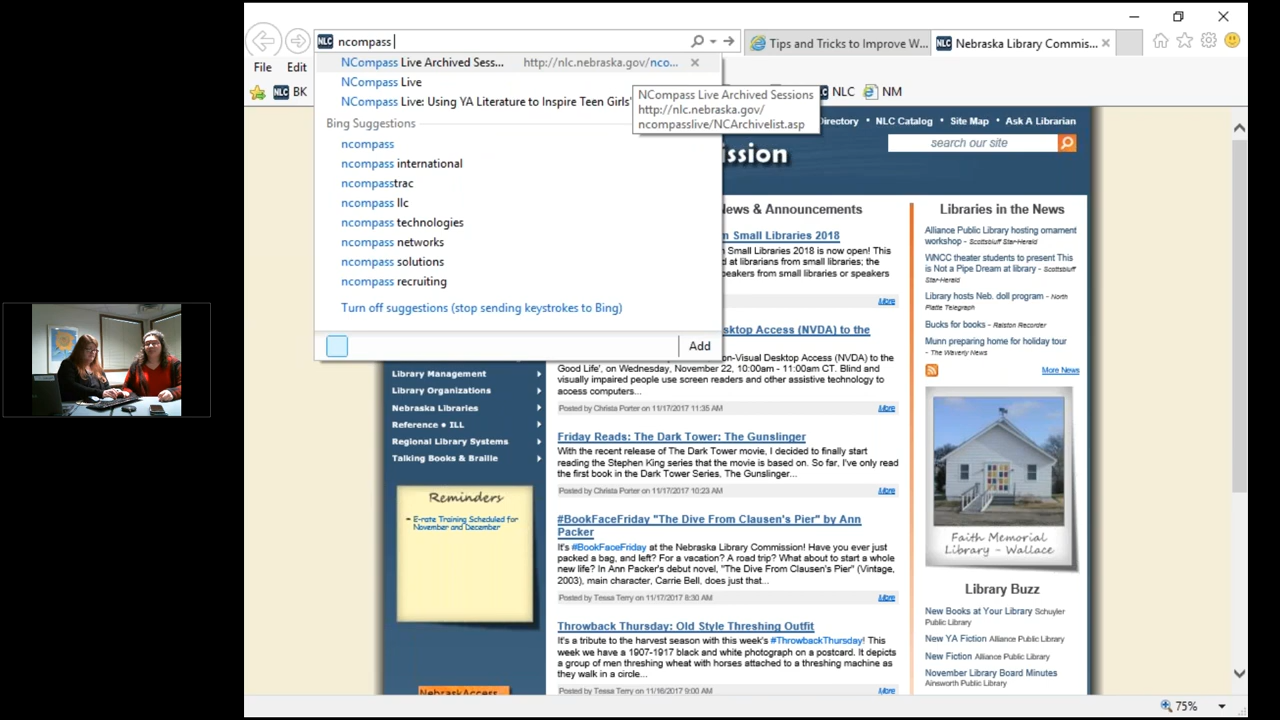 NLC ncompass
Tips and Tricks to Improve W...
NLC Nebraska Library Commis...
File Edit
NLC BK
NLC NM
NCompass Live Archived Sess... http://nlc.nebraska.gov/nco...
NCompass Live
NCompass Live: Using YA Literature to Inspire Teen Girls'
NCompass Live Archived Sessions
http://nlc.nebraska.gov/
ncompasslive/NCArchivelist.asp
Bing Suggestions
ncompass
ncompass international
ncompasstrac
ncompass llc
ncompass technologies
ncompass networks
ncompass solutions
ncompass recruiting
Turn off suggestions (stop sending keystrokes to Bing)
Add
Directory • NLC Catalog • Site Map • Ask A Librarian
search our site
ission
Library Management
Library Organizations
Nebraska Libraries
Reference • ILL
Regional Library Systems
Talking Books & Braille
Reminders
E-rate Training Scheduled for
November and December
NebraskAccess
News & Announcements
m Small Libraries 2018
Small Libraries 2018 is now open! This
d at librarians from small libraries; the
peakers from small libraries or speakers
More
sktop Access (NVDA) to the
on-Visual Desktop Access (NVDA) to the
Good Life', on Wednesday, November 22, 10:00am - 11:00am CT. Blind and
visually impaired people use screen readers and other assistive technology to
access computers...
Posted by Christa Porter on 11/17/2017 11:35 AM More
Friday Reads: The Dark Tower: The Gunslinger
With the recent release of The Dark Tower movie, I decided to finally start
reading the Stephen King series that the movie is based on. So far, I've only read
the first book in the Dark Tower Series, The Gunslinger...
Posted by Christa Porter on 11/17/2017 10:23 AM More
#BookFaceFriday "The Dive From Clausen's Pier" by Ann
Packer
It's #BookFaceFriday at the Nebraska Library Commission! Have you ever just
packed a bag, and left? For a vacation? A road trip? What about to start a whole
new life? In Ann Packer's debut novel, "The Dive From Clausen's Pier" (Vintage,
2003), main character, Carrie Bell, does just that...
Posted by Tessa Terry on 11/17/2017 8:30 AM More
Throwback Thursday: Old Style Threshing Outfit
It's a tribute to the harvest season with this week's #ThrowbackThursday! This
week we have a 1907-1917 black and white photograph on a postcard. It depicts
a group of men threshing wheat with horses attached to a threshing machine as
they walk in a circle...
Posted by Tessa Terry on 11/16/2017 9:00 AM More
Libraries in the News
Alliance Public Library hosting ornament
workshop - Scottsbluff Star-Herald
WNCC theater students to present This
is Not a Pipe Dream at library - Scottsbluff
Star-Herald
Library hosts Neb. doll program - North
Platte Telegraph
Bucks for books - Ralston Recorder
Munn preparing home for holiday tour
- The Waverly News
More News
Faith Memorial
Library - Wallace
Library Buzz
New Books at Your Library Schuyler
Public Library
New YA Fiction Alliance Public Library
New Fiction Alliance Public Library
November Library Board Minutes
Ainsworth Public Library
75%